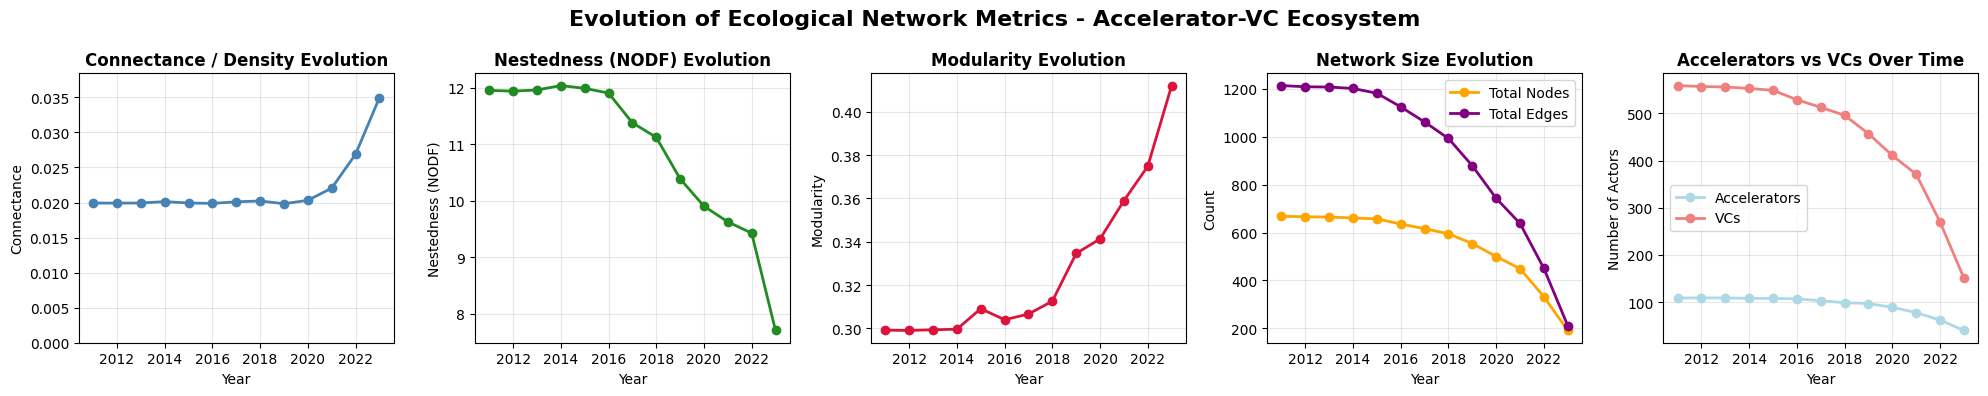 Evolution of Ecological Network Metrics - Accelerator-VC Ecosystem
Connectance / Density Evolution
Connectance
0.035
0.030
0.025
0.020
0.015
0.010
0.005
0.000
2012 2014 2016 2018 2020 2022
Year
Nestedness (NODF) Evolution
Nestedness (NODF)
12
11
10
9
8
2012 2014 2016 2018 2020 2022
Year
Modularity Evolution
Modularity
0.40
0.38
0.36
0.34
0.32
0.30
2012 2014 2016 2018 2020 2022
Year
Network Size Evolution
Count
1200
1000
800
600
400
200
Total Nodes
Total Edges
2012 2014 2016 2018 2020 2022
Year
Accelerators vs VCs Over Time
Number of Actors
500
400
300
200
100
Accelerators
VCs
2012 2014 2016 2018 2020 2022
Year